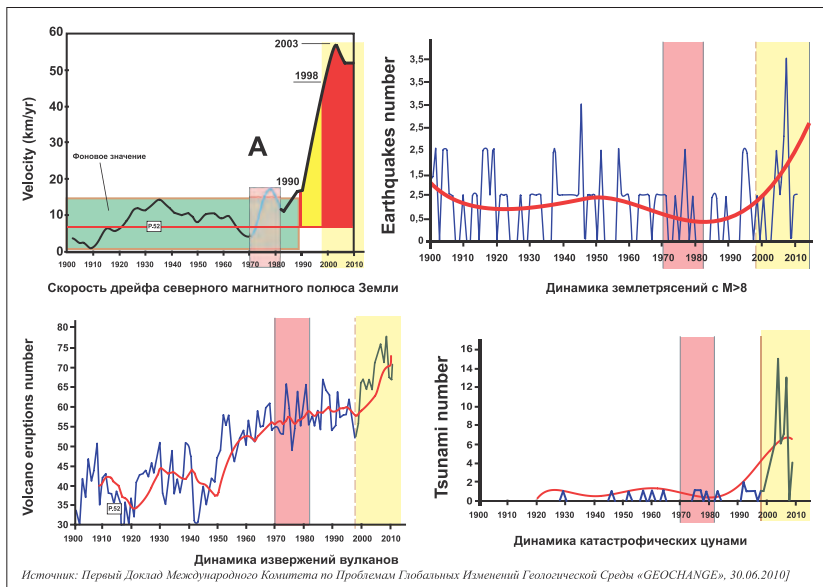 60
50
40
30
20
10
0
Velocity (km/yr)
2003
1998
A
1990
Фоновое значение
P.52
1900 1910 1920 1930 1940 1950 1960 1970 1980 1990 2000 2010
Скорость дрейфа северного магнитного полюса Земли
3,5
3,5
2,5
2,5
1,5
2,0
0,5
0
Earthquakes number
1900 1910 1920 1930 1940 1950 1960 1970 1980 1990 2000 2010
Динамика землетрясений с M>8
80
75
70
65
60
55
50
45
40
35
30
Volcano eruptions number
P.52
1900 1910 1920 1930 1940 1950 1960 1970 1980 1990 2000 2010
Динамика извержений вулканов
16
14
12
10
8
6
4
2
0
Tsunami number
1900 1910 1920 1930 1940 1950 1960 1970 1980 1990 2000 2010
Динамика катастрофических цунами
Источник: Первый Доклад Международного Комитета по Проблемам Глобальных Изменений Геологической Среды «GEOCHANGE», 30.06.2010]